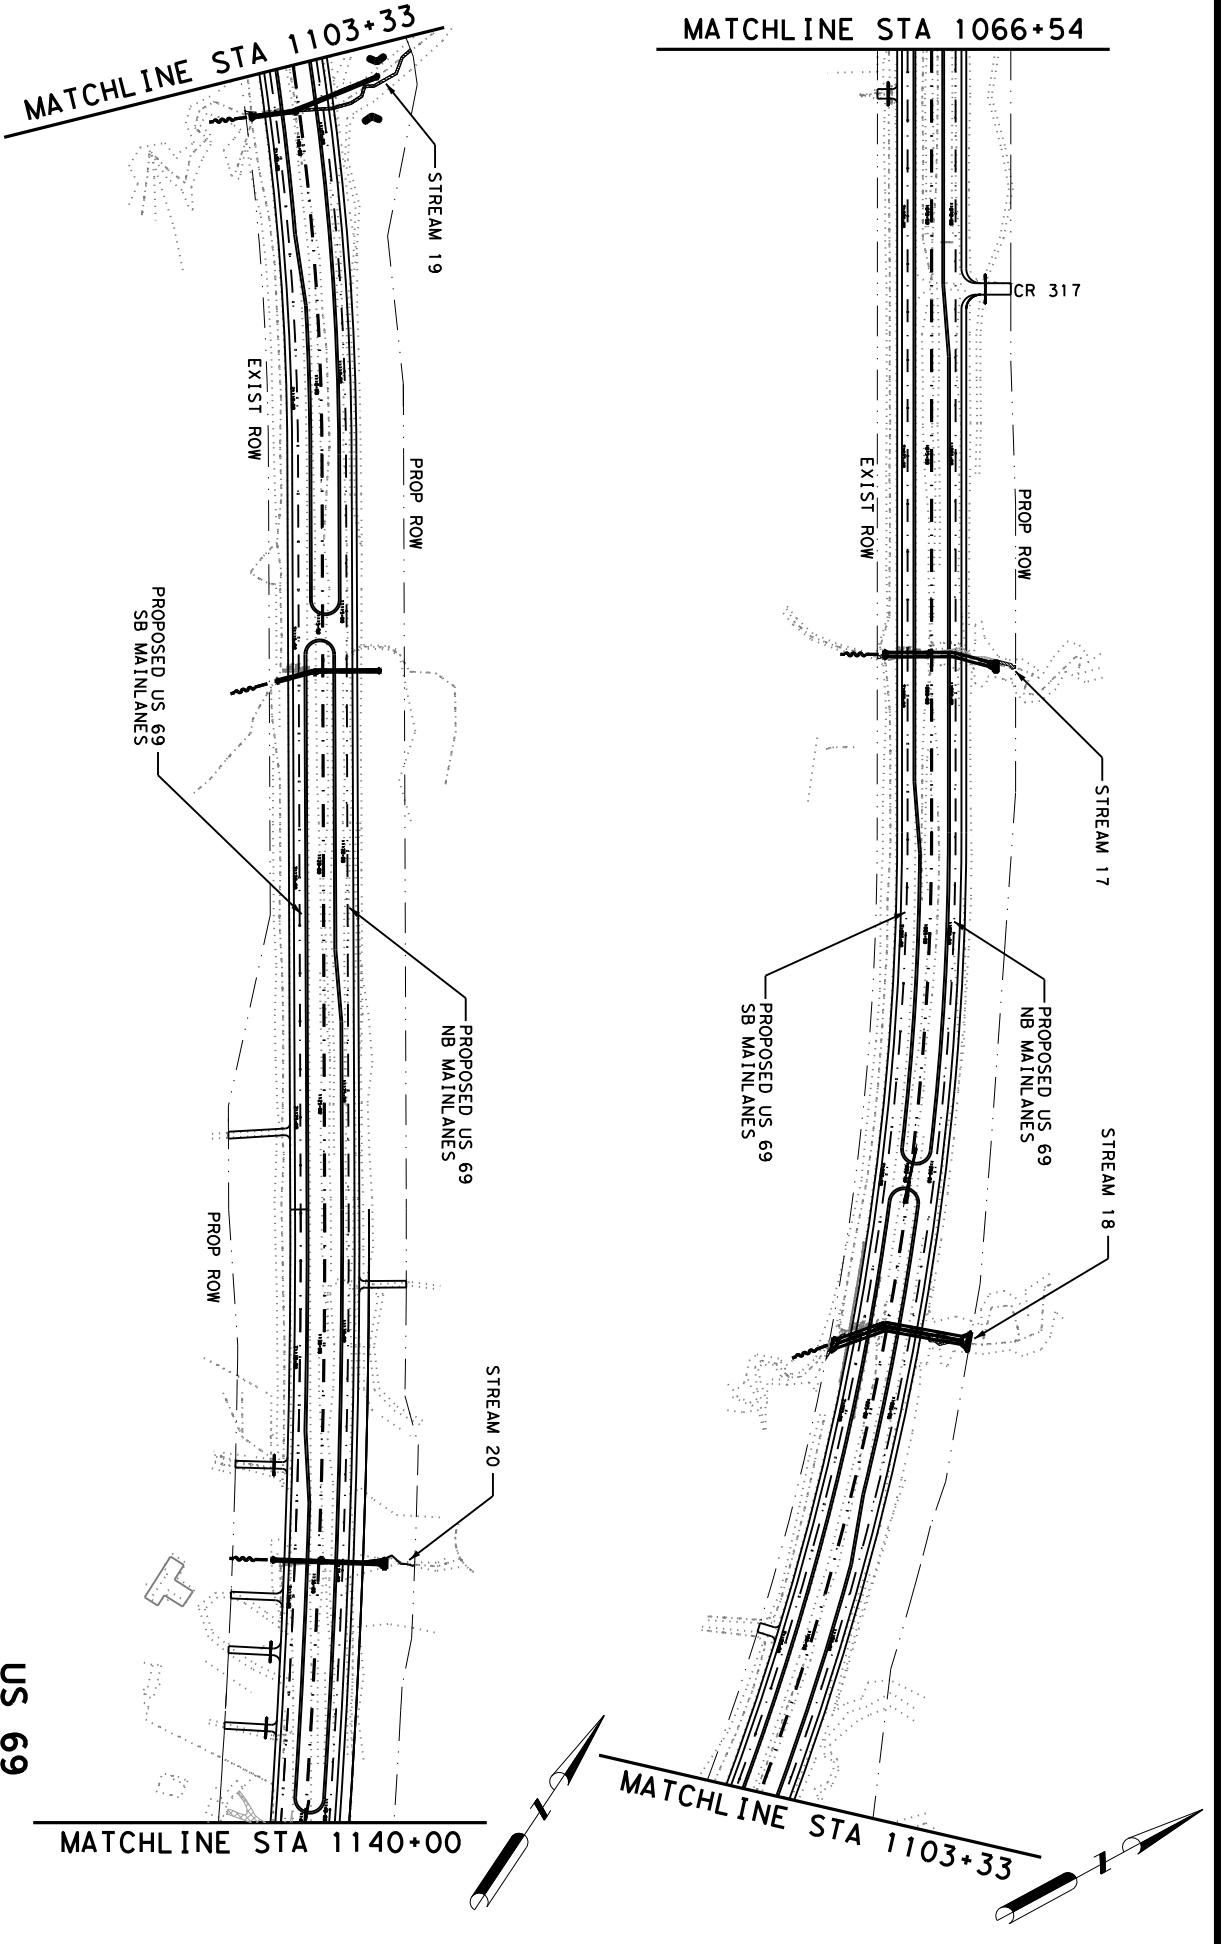 MATCHLINE STA 1066+54
CR 317
EXIST ROW
PROP ROW
STREAM 17
PROPOSED US 69
SB MAINLANES
PROPOSED US 69
NB MAINLANES
STREAM 18
MATCHLINE STA 1103+33
MATCHLINE STA 1103+33
STREAM 19
EXIST ROW
PROP ROW
PROPOSED US 69
SB MAINLANES
PROPOSED US 69
NB MAINLANES
PROP ROW
STREAM 20
MATCHLINE STA 1140+00
US 69